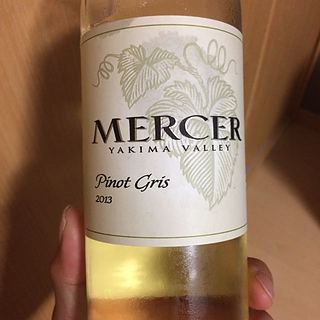 MERCER
YAKIMA VALLEY
Pinot Gris
2013